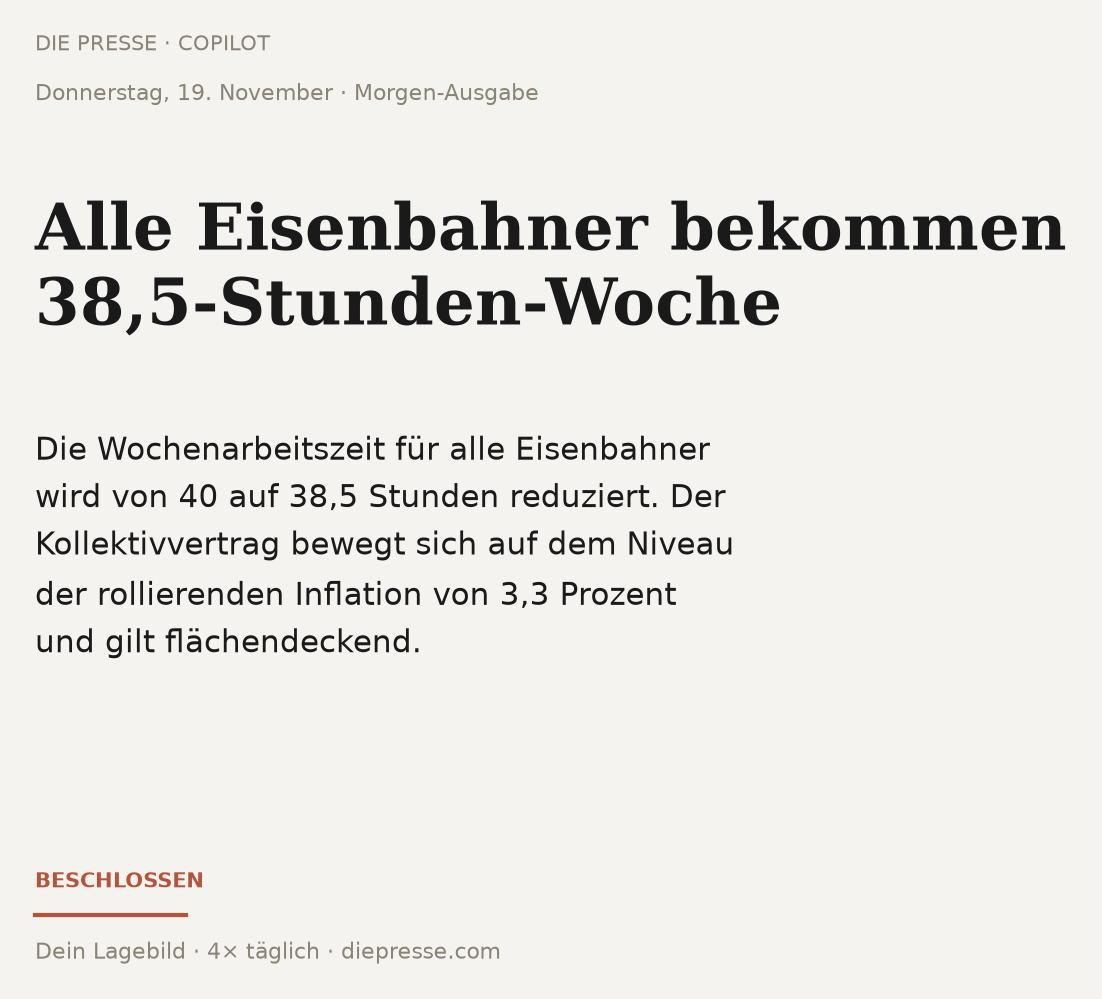 DIE PRESSE · COPILOT
Donnerstag, 19. November · Morgen-Ausgabe
Alle Eisenbahner bekommen
38,5-Stunden-Woche
Die Wochenarbeitszeit für alle Eisenbahner
wird von 40 auf 38,5 Stunden reduziert. Der
Kollektivvertrag bewegt sich auf dem Niveau
der rollierenden Inflation von 3,3 Prozent
und gilt flächendeckend.
BESCHLOSSEN
Dein Lagebild · 4× täglich · diepresse.com